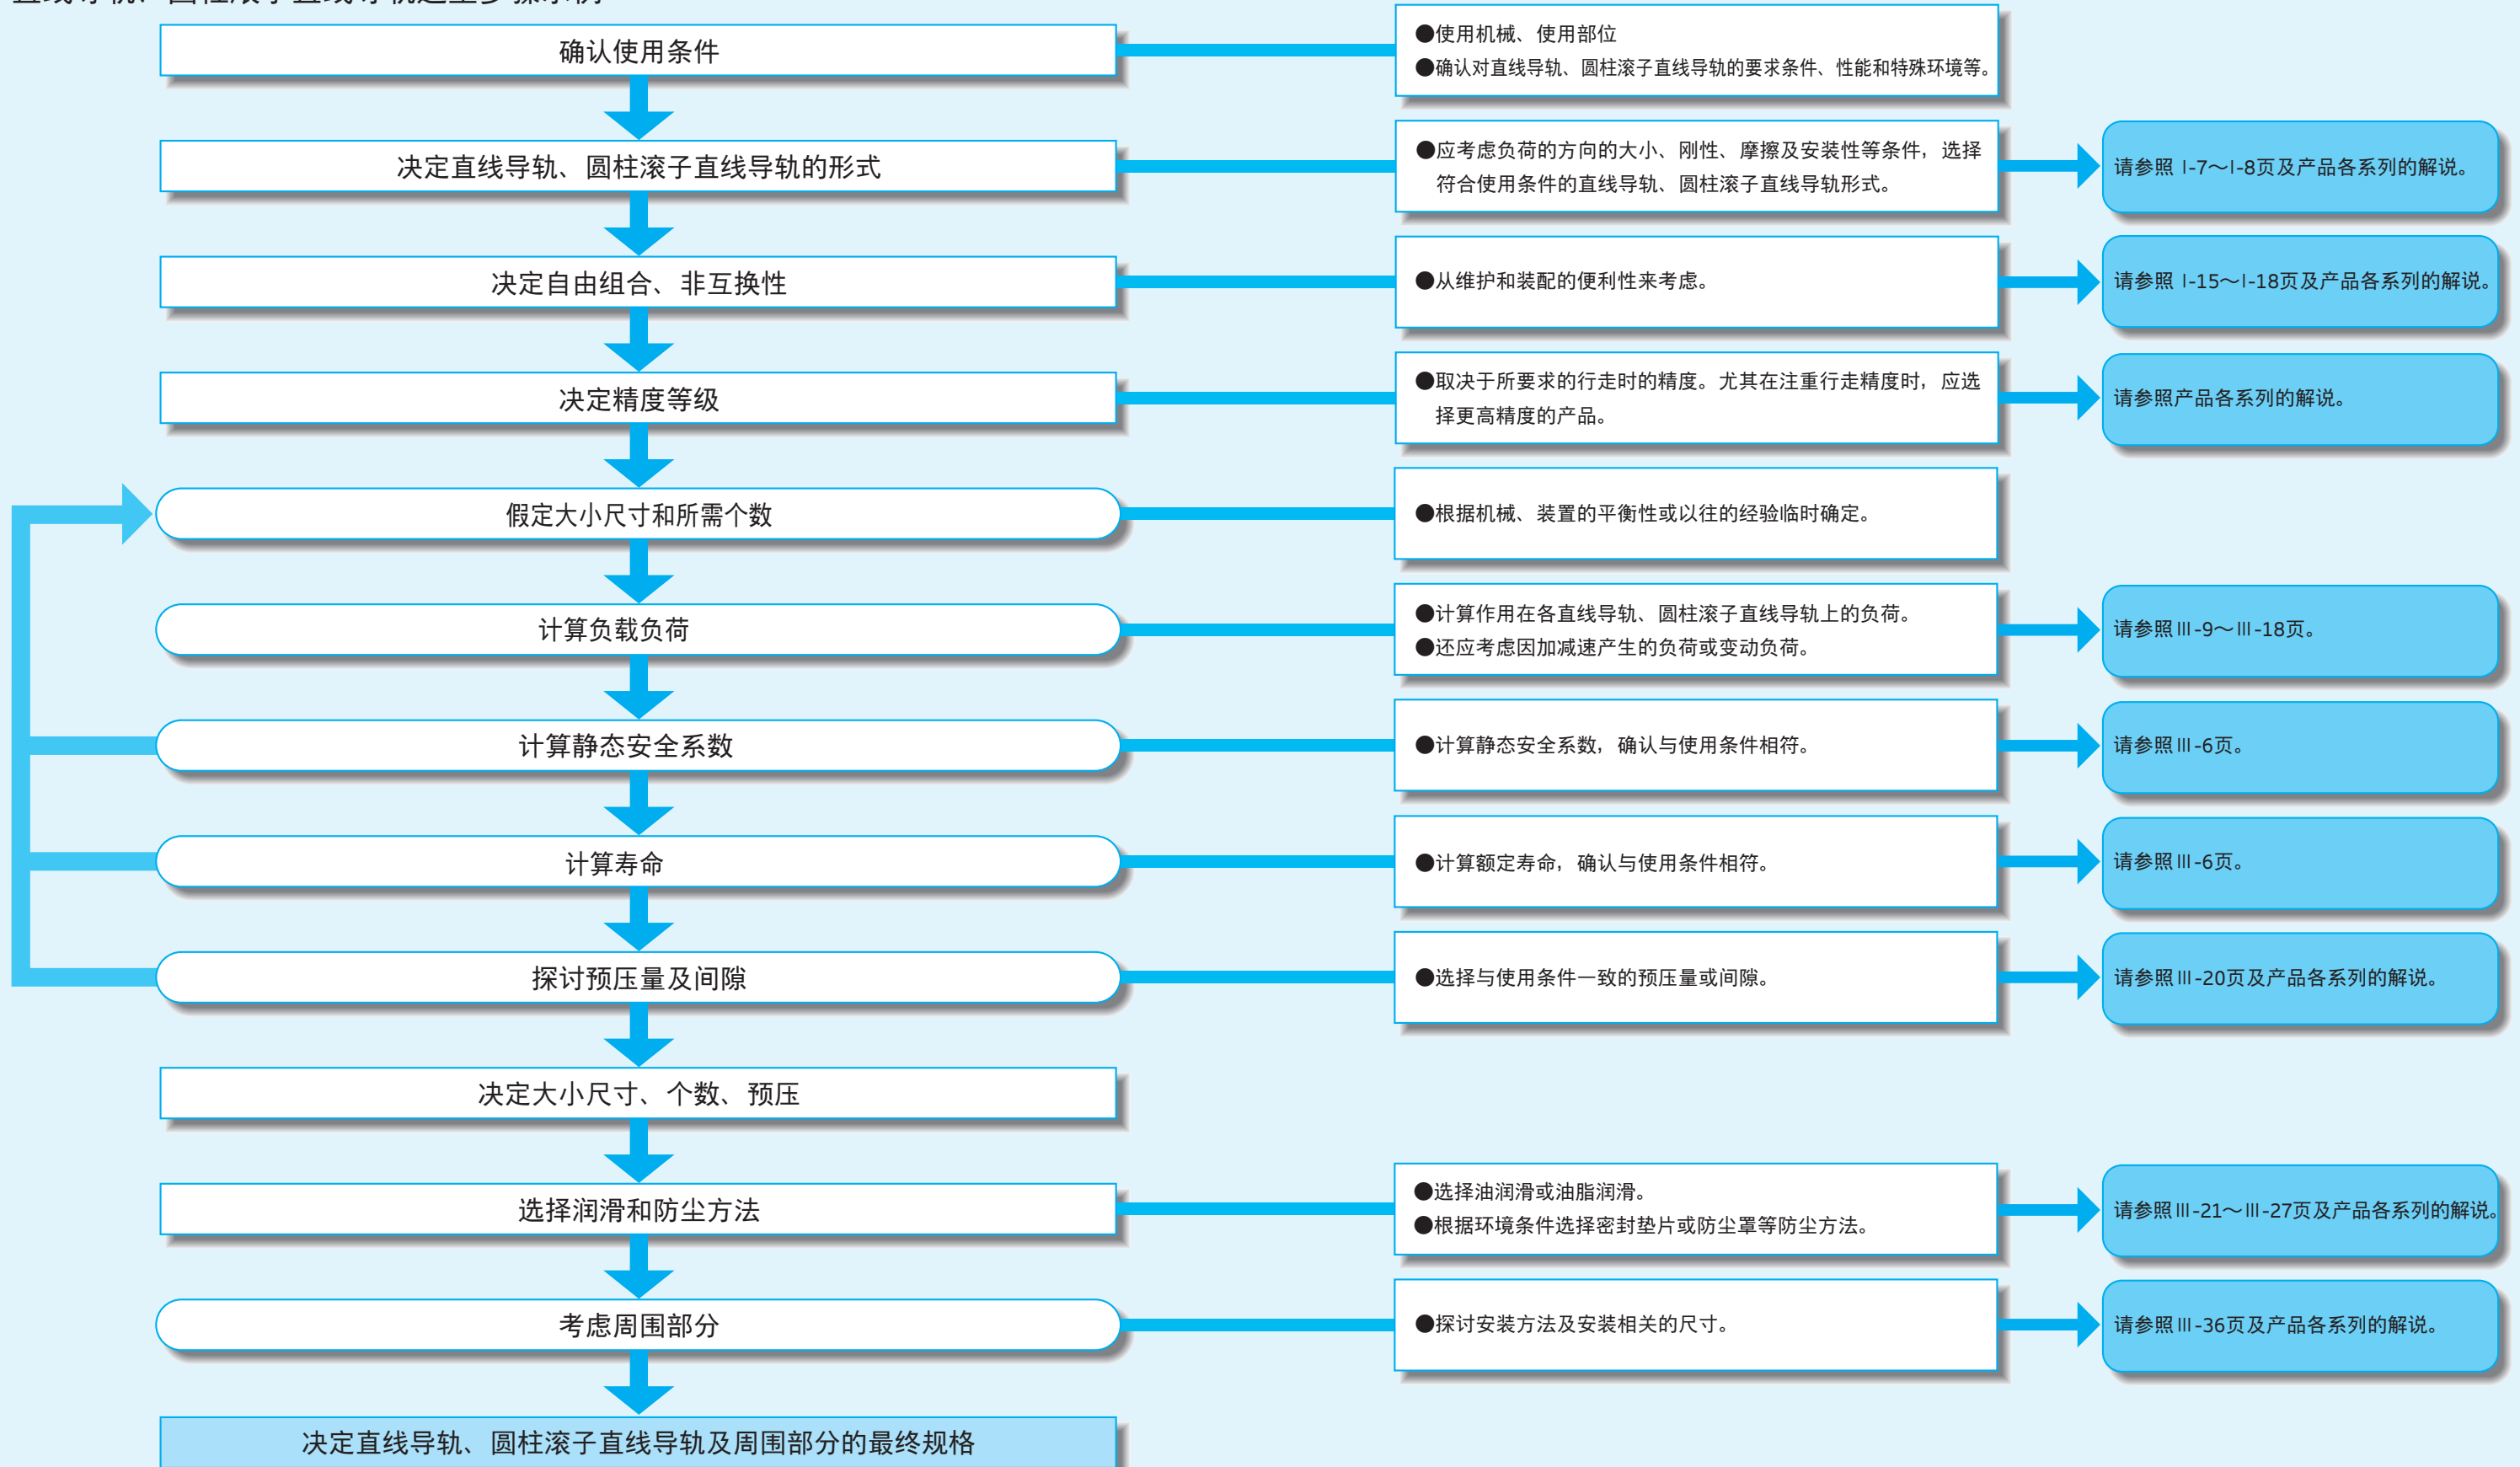 确认使用条件
●使用机械、使用部位
●确认对直线导轨、圆柱滚子直线导轨的要求条件、性能和特殊环境等。
决定直线导轨、圆柱滚子直线导轨的形式
●应考虑负荷的方向的大小、刚性、摩擦及安装性等条件，选择
符合使用条件的直线导轨、圆柱滚子直线导轨形式。
请参照 Ⅰ-7～Ⅰ-8页及产品各系列的解说。
决定自由组合、非互换性
●从维护和装配的便利性来考虑。
请参照 Ⅰ-15～Ⅰ-18页及产品各系列的解说。
决定精度等级
●取决于所要求的行走时的精度。尤其在注重行走精度时，应选
择更高精度的产品。
请参照产品各系列的解说。
假定大小尺寸和所需个数
●根据机械、装置的平衡性或以往的经验临时确定。
计算负载负荷
●计算作用在各直线导轨、圆柱滚子直线导轨上的负荷。
●还应考虑因加减速产生的负荷或变动负荷。
请参照Ⅲ-9～Ⅲ-18页。
计算静态安全系数
●计算静态安全系数，确认与使用条件相符。
请参照Ⅲ-6页。
计算寿命
●计算额定寿命，确认与使用条件相符。
请参照Ⅲ-6页。
探讨预压量及间隙
●选择与使用条件一致的预压量或间隙。
请参照Ⅲ-20页及产品各系列的解说。
决定大小尺寸、个数、预压
选择润滑和防尘方法
●选择油润滑或油脂润滑。
●根据环境条件选择密封垫片或防尘罩等防尘方法。
请参照Ⅲ-21～Ⅲ-27页及产品各系列的解说。
考虑周围部分
●探讨安装方法及安装相关的尺寸。
请参照Ⅲ-36页及产品各系列的解说。
决定直线导轨、圆柱滚子直线导轨及周围部分的最终规格